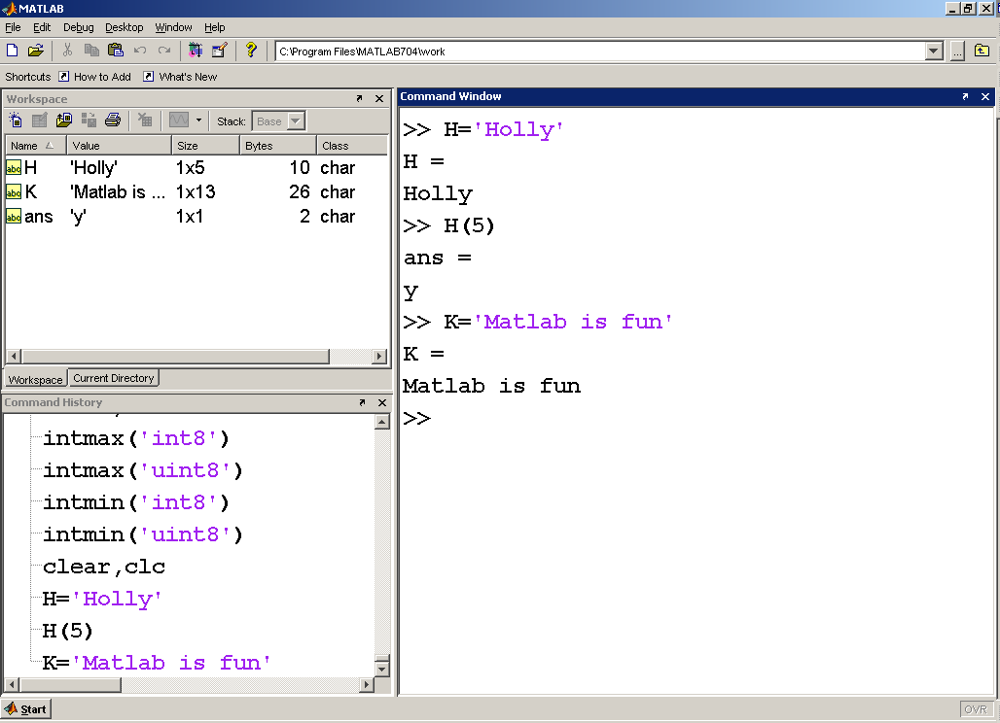 MATLAB
File Edit Debug Desktop Window Help
C:\Program Files\MATLAB704\work
...
Shortcuts How to Add What's New
Workspace
Stack: Base
Name Value Size Bytes Class
abc H 'Holly' 1x5 10 char
abc K 'Matlab is ... 1x13 26 char
abc ans 'y' 1x1 2 char
Workspace Current Directory
Command History
intmax('int8')
intmax('uint8')
intmin('int8')
intmin('uint8')
clear,clc
H='Holly'
H(5)
K='Matlab is fun'
Command Window
>> H='Holly'
H =
Holly
>> H(5)
ans =
y
>> K='Matlab is fun'
K =
Matlab is fun
>>
Start
OVR